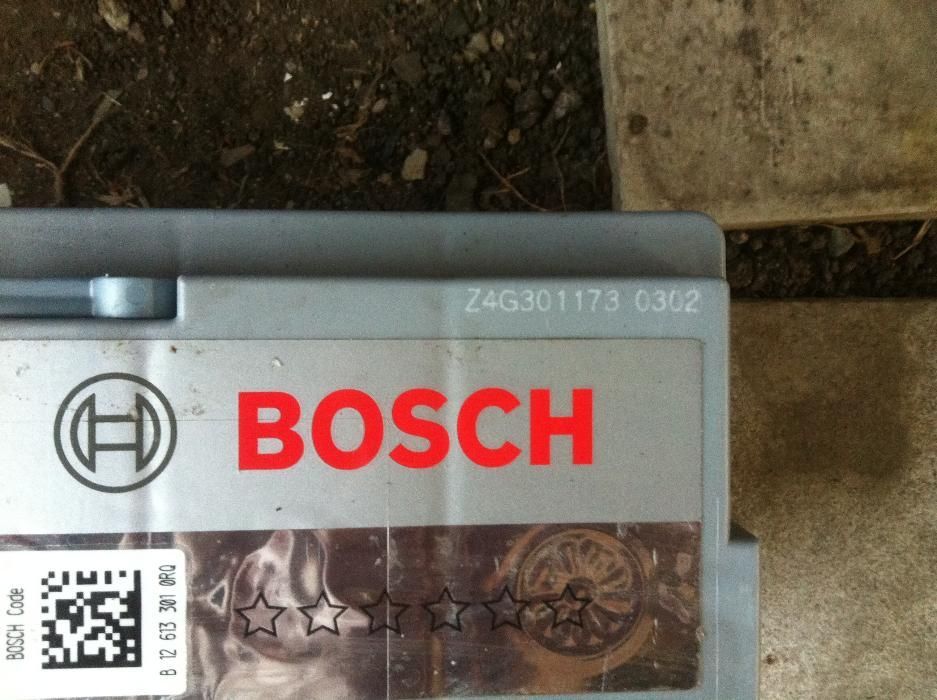 Z4G301173 0302
BOSCH
BOSCH Code
B 12 613 301 0RQ